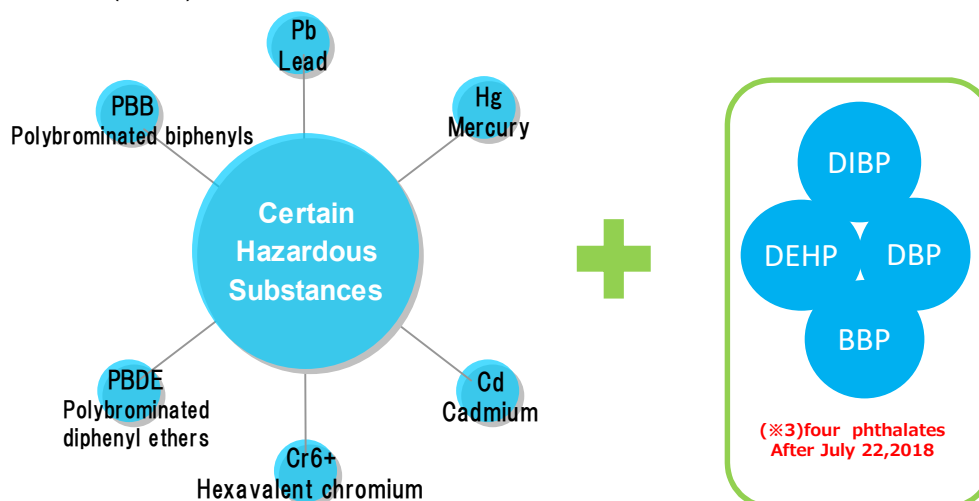 Pb
Lead
PBB
Polybrominated biphenyls
Hg
Mercury
Certain
Hazardous
Substances
PBDE
Polybrominated
diphenyl ethers
Cd
Cadmium
Cr6+
Hexavalent chromium
DIBP
DEHP
DBP
BBP
(※3)four phthalates
After July 22,2018